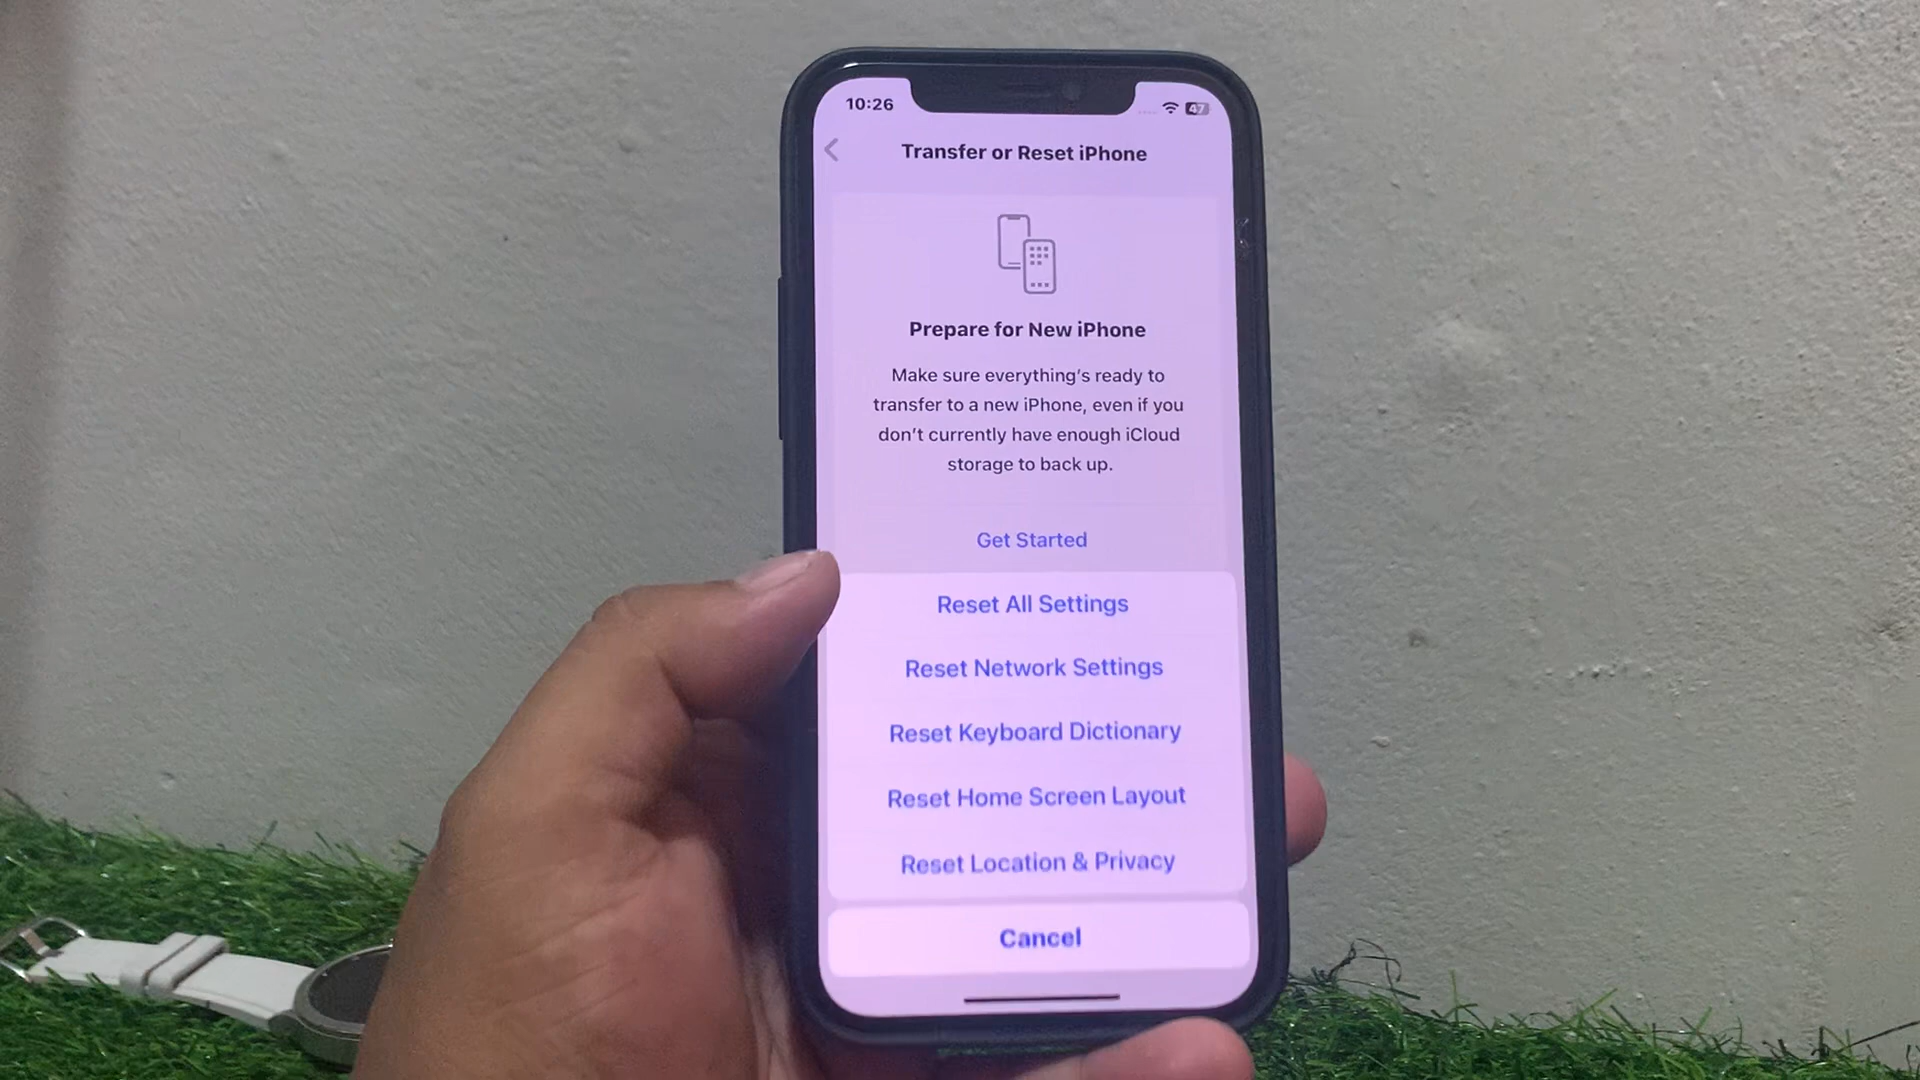 10:26
47
Transfer or Reset iPhone
Prepare for New iPhone
Make sure everything's ready to
transfer to a new iPhone, even if you
don't currently have enough iCloud
storage to back up.
Get Started
Reset All Settings
Reset Network Settings
Reset Keyboard Dictionary
Reset Home Screen Layout
Reset Location & Privacy
Cancel